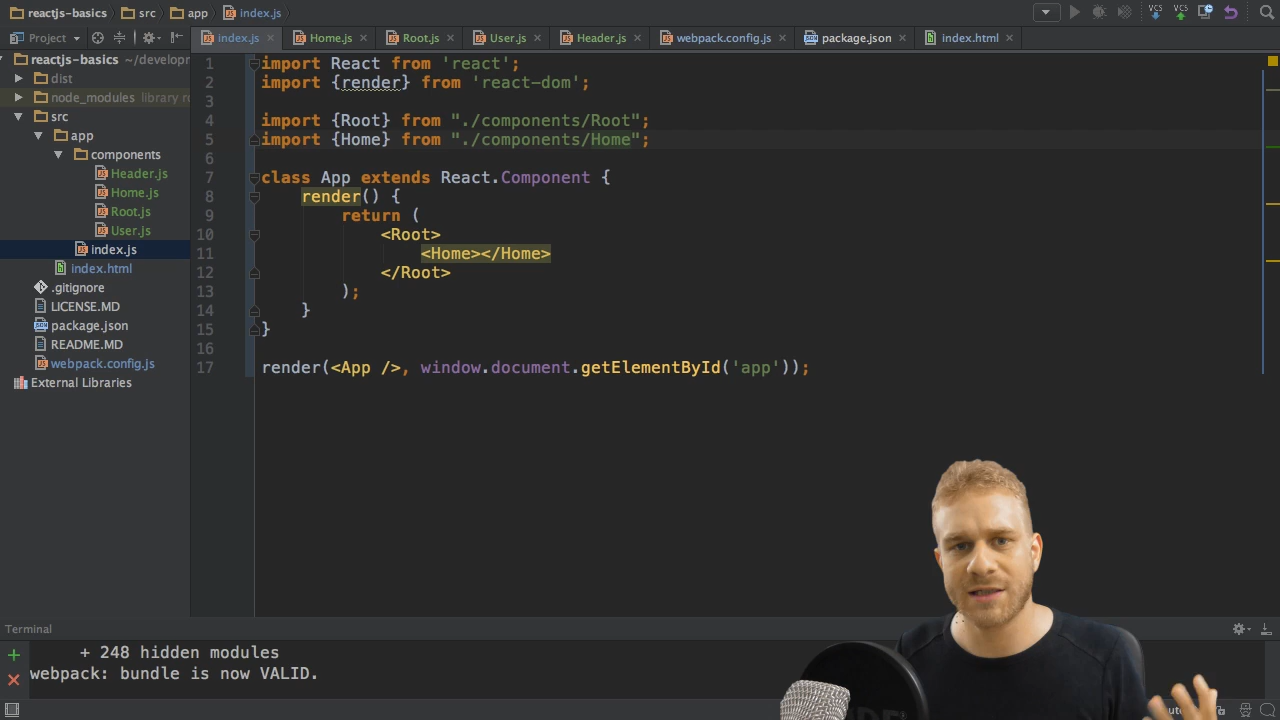 reactjs-basics src app index.js
VCS VCS
Project
index.js Home.js Root.js User.js Header.js webpack.config.js package.json index.html
reactjs-basics ~/developm
dist
node_modules library ro
src
app
components
Header.js
Home.js
Root.js
User.js
index.js
index.html
.gitignore
LICENSE.MD
package.json
README.MD
webpack.config.js
External Libraries
1 import React from 'react';
2 import {render} from 'react-dom';
3
4 import {Root} from "./components/Root";
5 import {Home} from "./components/Home";
6
7 class App extends React.Component {
8 render() {
9 return (
10 <Root>
11 <Home></Home>
12 </Root>
13 );
14 }
15 }
16
17 render(<App />, window.document.getElementById('app'));
Terminal
+ 248 hidden modules
webpack: bundle is now VALID.